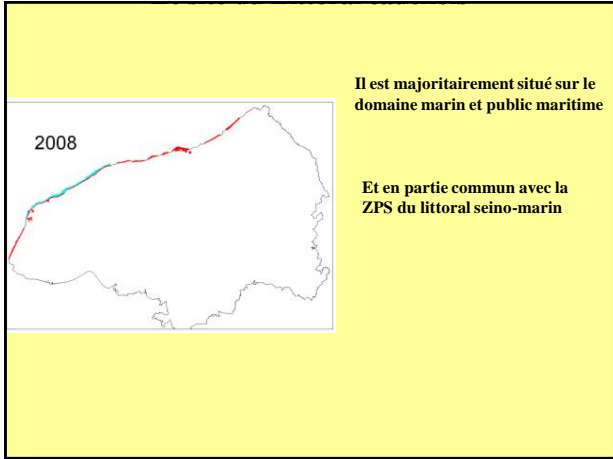 Il est majoritairement situé sur le
domaine marin et public maritime
2008
Et en partie commun avec la
ZPS du littoral seino-marin